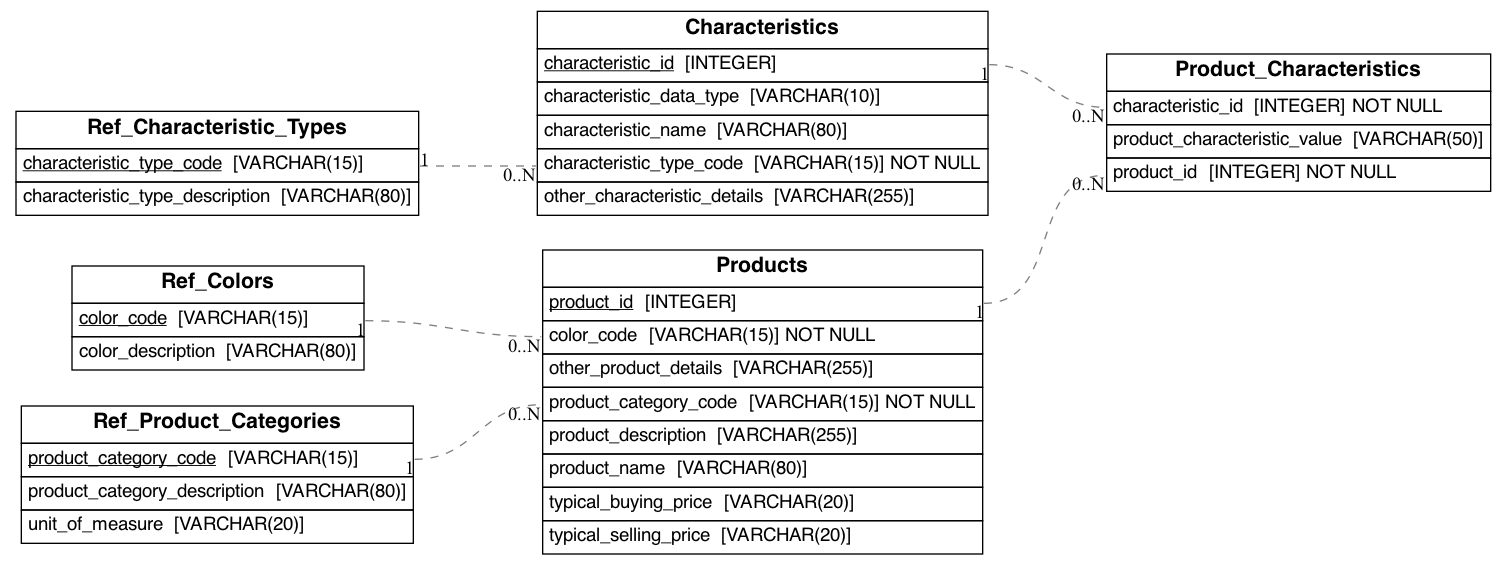 Ref_Characteristic_Types
characteristic_type_code [VARCHAR(15)]
characteristic_type_description [VARCHAR(80)]
1
0..N
Characteristics
characteristic_id [INTEGER]
characteristic_data_type [VARCHAR(10)]
characteristic_name [VARCHAR(80)]
characteristic_type_code [VARCHAR(15)] NOT NULL
other_characteristic_details [VARCHAR(255)]
1
0..N
Product_Characteristics
characteristic_id [INTEGER] NOT NULL
product_characteristic_value [VARCHAR(50)]
product_id [INTEGER] NOT NULL
0..N
Ref_Colors
color_code [VARCHAR(15)]
color_description [VARCHAR(80)]
1
0..N
Products
product_id [INTEGER]
color_code [VARCHAR(15)] NOT NULL
other_product_details [VARCHAR(255)]
product_category_code [VARCHAR(15)] NOT NULL
product_description [VARCHAR(255)]
product_name [VARCHAR(80)]
typical_buying_price [VARCHAR(20)]
typical_selling_price [VARCHAR(20)]
1
Ref_Product_Categories
product_category_code [VARCHAR(15)]
product_category_description [VARCHAR(80)]
unit_of_measure [VARCHAR(20)]
1
0..N